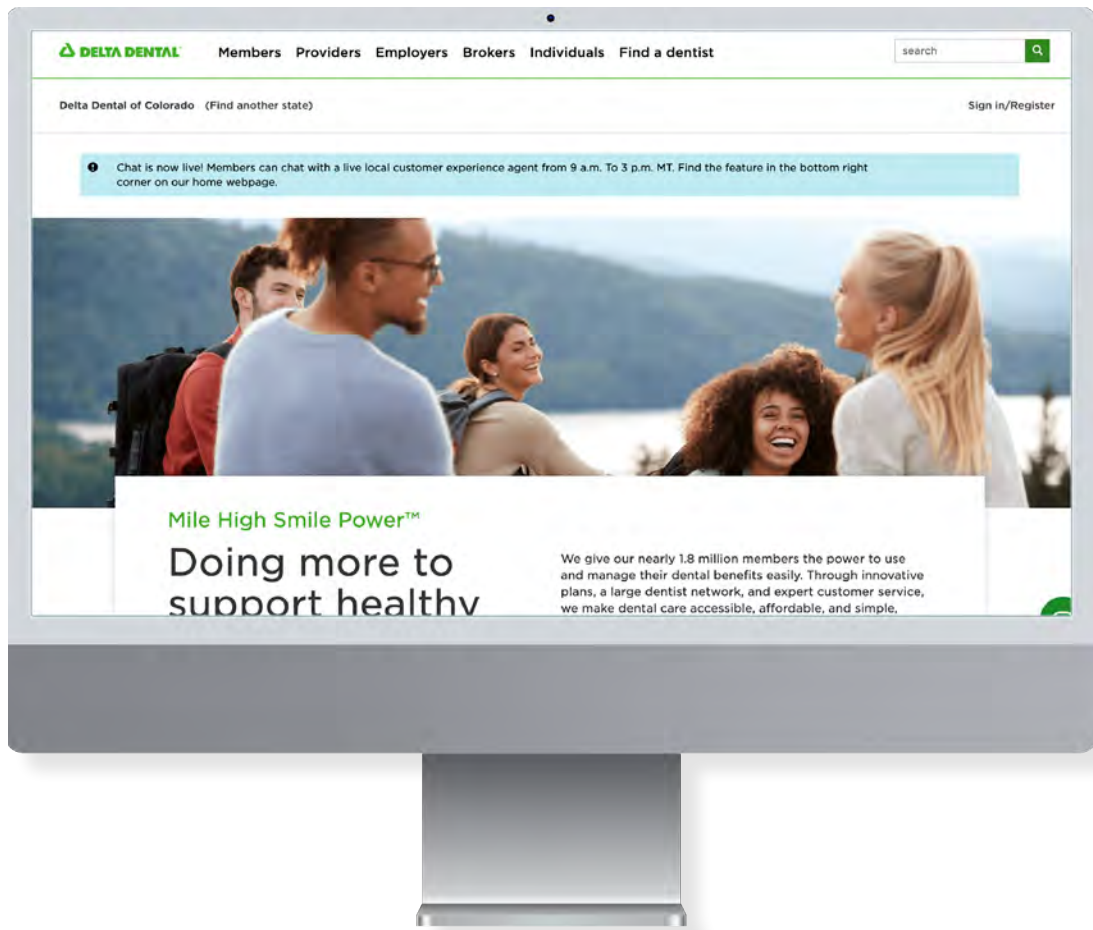 DELTA DENTAL
Members Providers Employers Brokers Individuals Find a dentist
search
Delta Dental of Colorado (Find another state)
Sign in/Register
Chat is now live! Members can chat with a live local customer experience agent from 9 a.m. To 3 p.m. MT. Find the feature in the bottom right
corner on our home webpage.
Mile High Smile Power™
Doing more to
support healthy
We give our nearly 1.8 million members the power to use
and manage their dental benefits easily. Through innovative
plans, a large dentist network, and expert customer service,
we make dental care accessible, affordable, and simple,